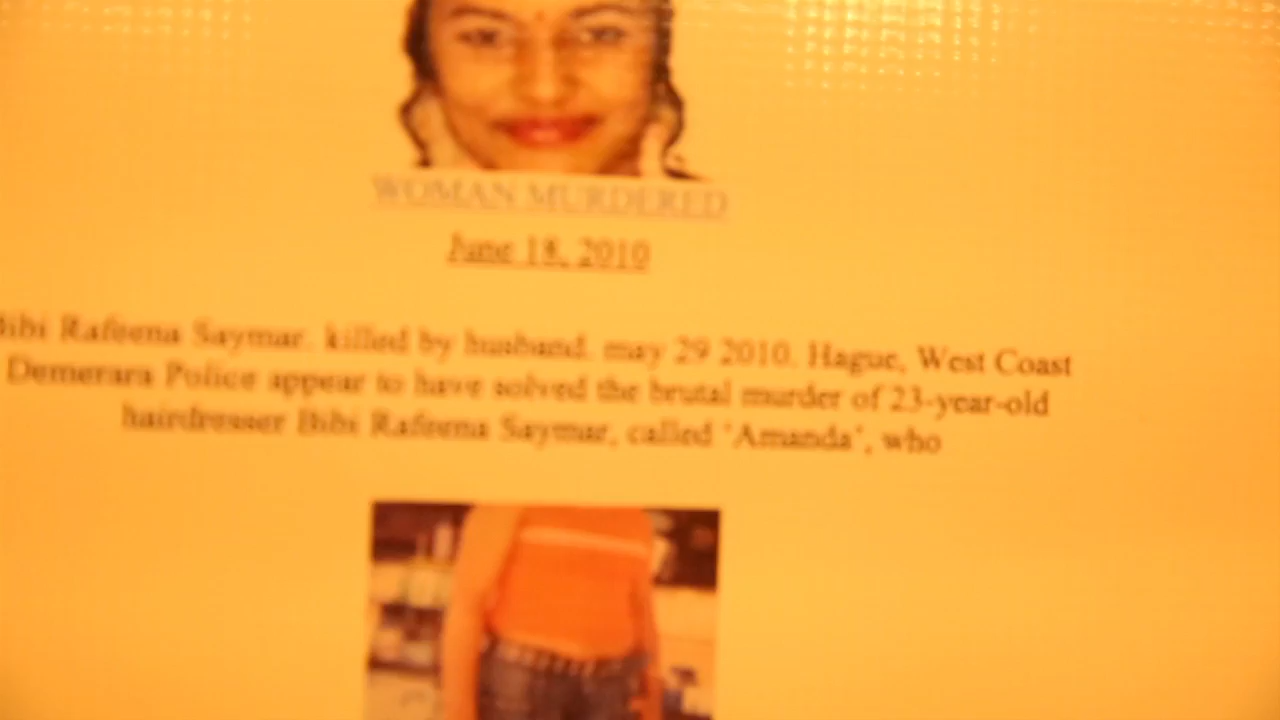 WOMAN MURDERED
June 18, 2010
Bibi Rafeena Saymar. killed by husband. may 29 2010. Hague, West Coast
Demerara Police appear to have solved the brutal murder of 23-year-old
hairdresser Bibi Rafeena Saymar, called 'Amanda', who